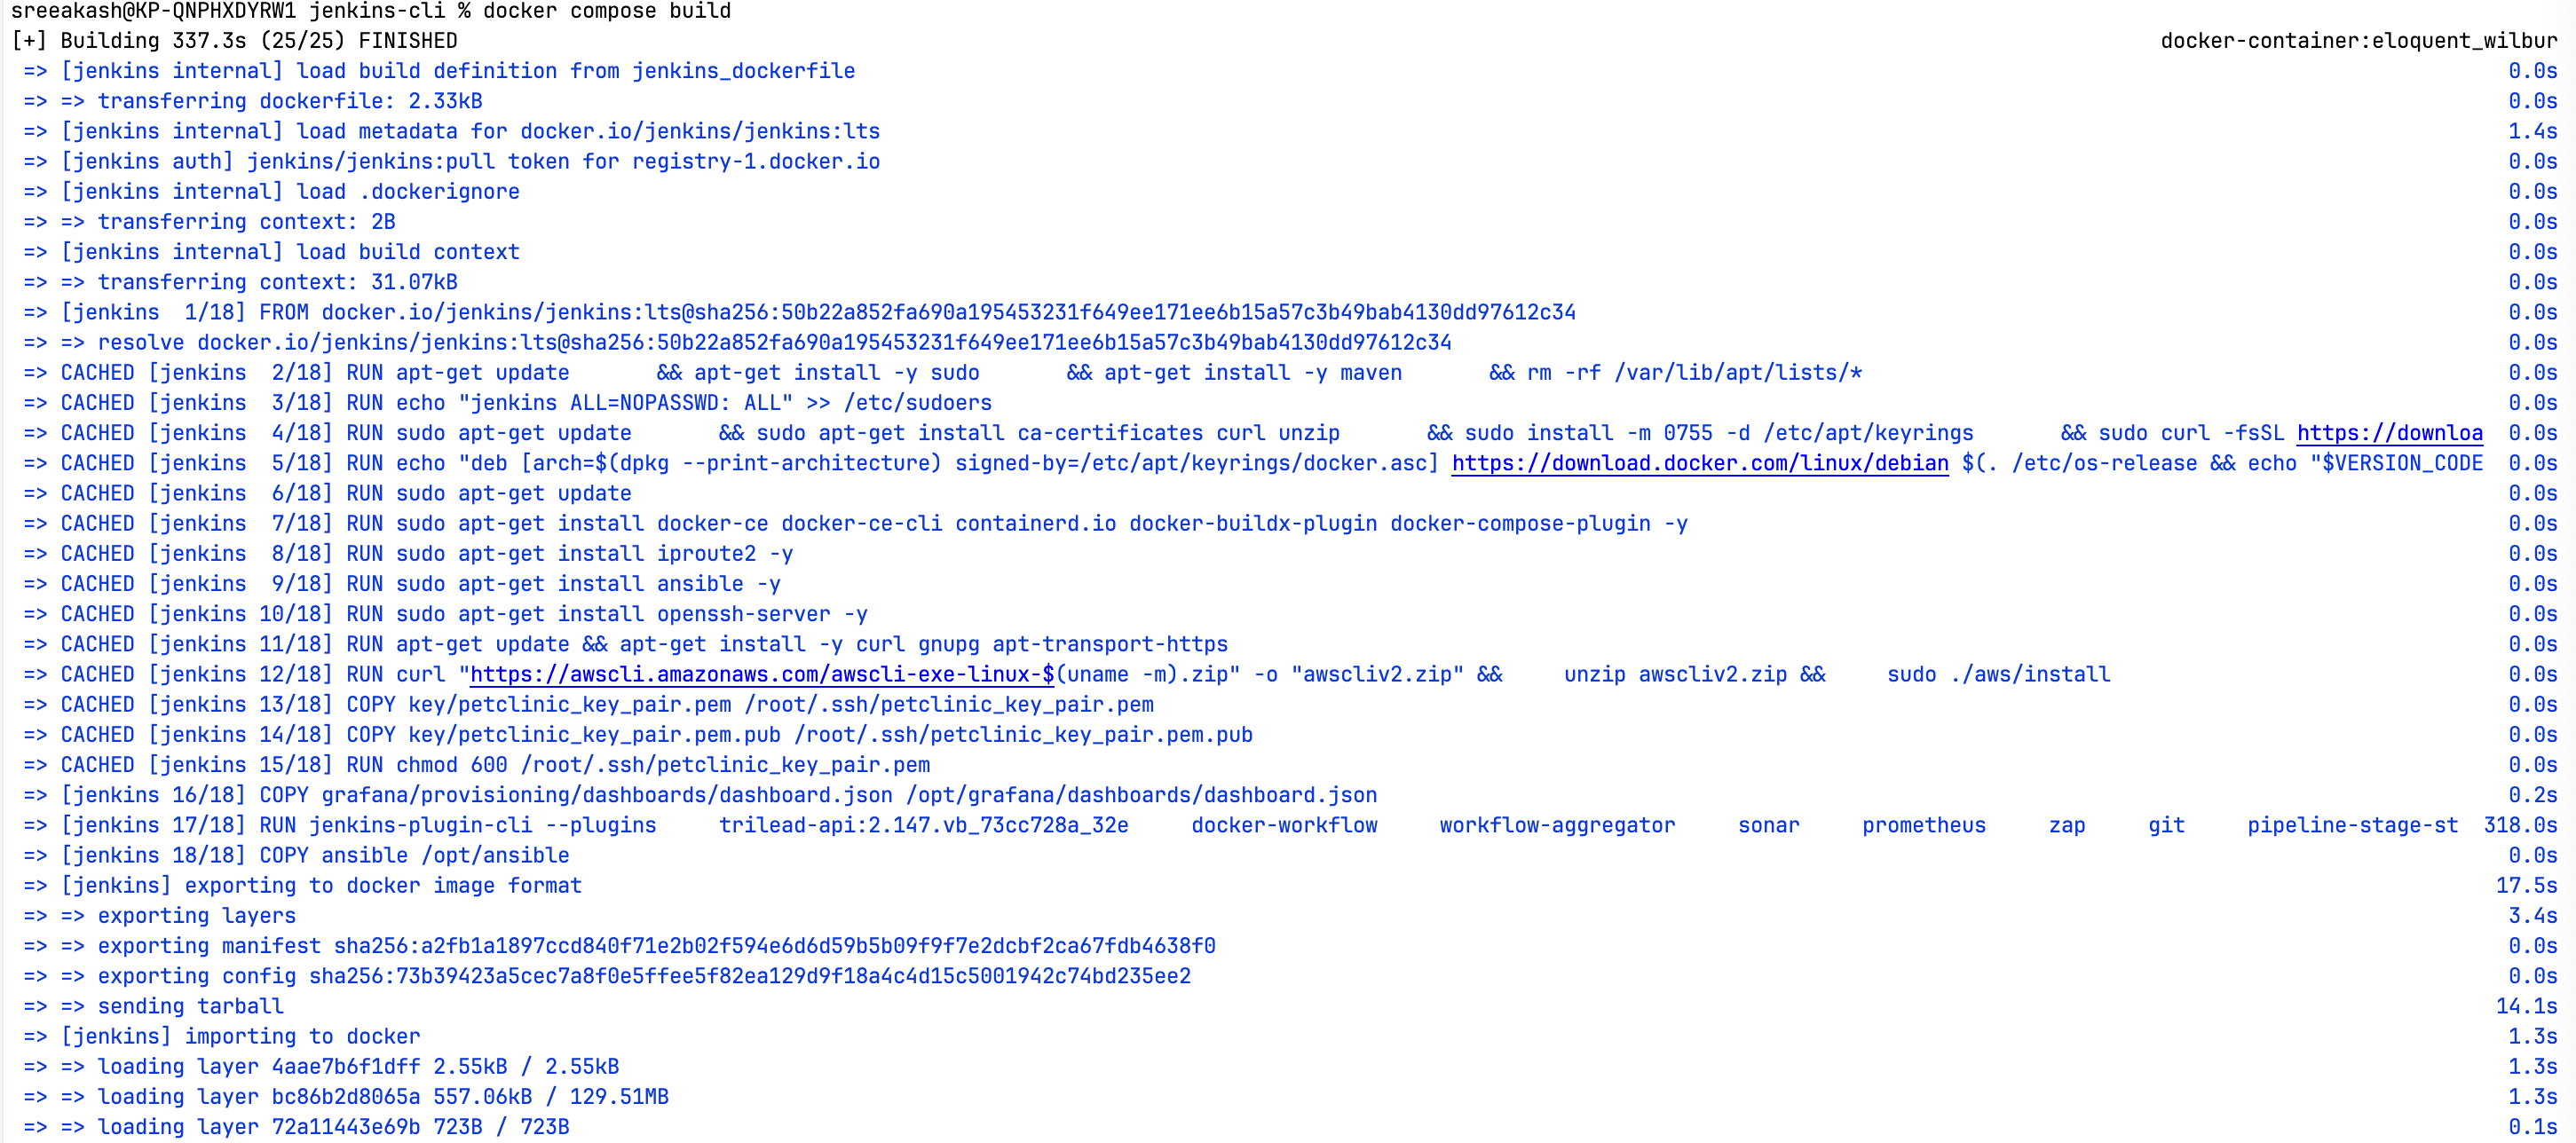 sreeakash@KP-QNPHXDYRW1 jenkins-cli % docker compose build
[+] Building 337.3s (25/25) FINISHED docker-container:eloquent_wilbur
=> [jenkins internal] load build definition from jenkins_dockerfile 0.0s
=> => transferring dockerfile: 2.33kB 0.0s
=> [jenkins internal] load metadata for docker.io/jenkins/jenkins:lts 1.4s
=> [jenkins auth] jenkins/jenkins:pull token for registry-1.docker.io 0.0s
=> [jenkins internal] load .dockerignore 0.0s
=> => transferring context: 2B 0.0s
=> [jenkins internal] load build context 0.0s
=> => transferring context: 31.07kB 0.0s
=> [jenkins 1/18] FROM docker.io/jenkins/jenkins:lts@sha256:50b22a852fa690a195453231f649ee171ee6b15a57c3b49bab4130dd97612c34 0.0s
=> => resolve docker.io/jenkins/jenkins:lts@sha256:50b22a852fa690a195453231f649ee171ee6b15a57c3b49bab4130dd97612c34 0.0s
=> CACHED [jenkins 2/18] RUN apt-get update && apt-get install -y sudo && apt-get install -y maven && rm -rf /var/lib/apt/lists/* 0.0s
=> CACHED [jenkins 3/18] RUN echo "jenkins ALL=NOPASSWD: ALL" >> /etc/sudoers 0.0s
=> CACHED [jenkins 4/18] RUN sudo apt-get update && sudo apt-get install ca-certificates curl unzip && sudo install -m 0755 -d /etc/apt/keyrings && sudo curl -fsSL https://downloa 0.0s
=> CACHED [jenkins 5/18] RUN echo "deb [arch=$(dpkg --print-architecture) signed-by=/etc/apt/keyrings/docker.asc] https://download.docker.com/linux/debian $(. /etc/os-release && echo "$VERSION_CODE 0.0s
=> CACHED [jenkins 6/18] RUN sudo apt-get update 0.0s
=> CACHED [jenkins 7/18] RUN sudo apt-get install docker-ce docker-ce-cli containerd.io docker-buildx-plugin docker-compose-plugin -y 0.0s
=> CACHED [jenkins 8/18] RUN sudo apt-get install iproute2 -y 0.0s
=> CACHED [jenkins 9/18] RUN sudo apt-get install ansible -y 0.0s
=> CACHED [jenkins 10/18] RUN sudo apt-get install openssh-server -y 0.0s
=> CACHED [jenkins 11/18] RUN apt-get update && apt-get install -y curl gnupg apt-transport-https 0.0s
=> CACHED [jenkins 12/18] RUN curl "https://awscli.amazonaws.com/awscli-exe-linux-$(uname -m).zip" -o "awscliv2.zip" && unzip awscliv2.zip && sudo ./aws/install 0.0s
=> CACHED [jenkins 13/18] COPY key/petclinic_key_pair.pem /root/.ssh/petclinic_key_pair.pem 0.0s
=> CACHED [jenkins 14/18] COPY key/petclinic_key_pair.pem.pub /root/.ssh/petclinic_key_pair.pem.pub 0.0s
=> CACHED [jenkins 15/18] RUN chmod 600 /root/.ssh/petclinic_key_pair.pem 0.0s
=> [jenkins 16/18] COPY grafana/provisioning/dashboards/dashboard.json /opt/grafana/dashboards/dashboard.json 0.2s
=> [jenkins 17/18] RUN jenkins-plugin-cli --plugins trilead-api:2.147.vb_73cc728a_32e docker-workflow workflow-aggregator sonar prometheus zap git pipeline-stage-st 318.0s
=> [jenkins 18/18] COPY ansible /opt/ansible 0.0s
=> [jenkins] exporting to docker image format 17.5s
=> => exporting layers 3.4s
=> => exporting manifest sha256:a2fb1a1897ccd840f71e2b02f594e6d6d59b5b09f9f7e2dcbf2ca67fdb4638f0 0.0s
=> => exporting config sha256:73b39423a5cec7a8f0e5ffee5f82ea129d9f18a4c4d15c5001942c74bd235ee2 0.0s
=> => sending tarball 14.1s
=> [jenkins] importing to docker 1.3s
=> => loading layer 4aae7b6f1dff 2.55kB / 2.55kB 1.3s
=> => loading layer bc86b2d8065a 557.06kB / 129.51MB 1.3s
=> => loading layer 72a11443e69b 723B / 723B 0.1s